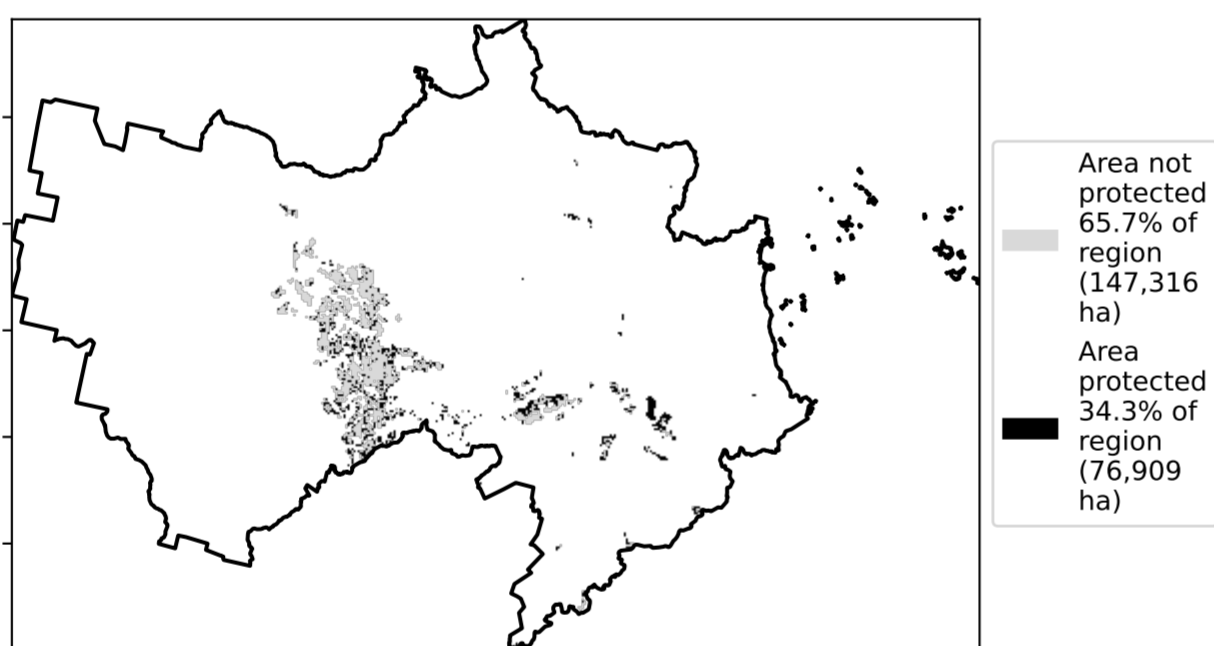 Area not
protected
65.7% of
region
(147,316
ha)
Area
protected
34.3% of
region
(76,909
ha)